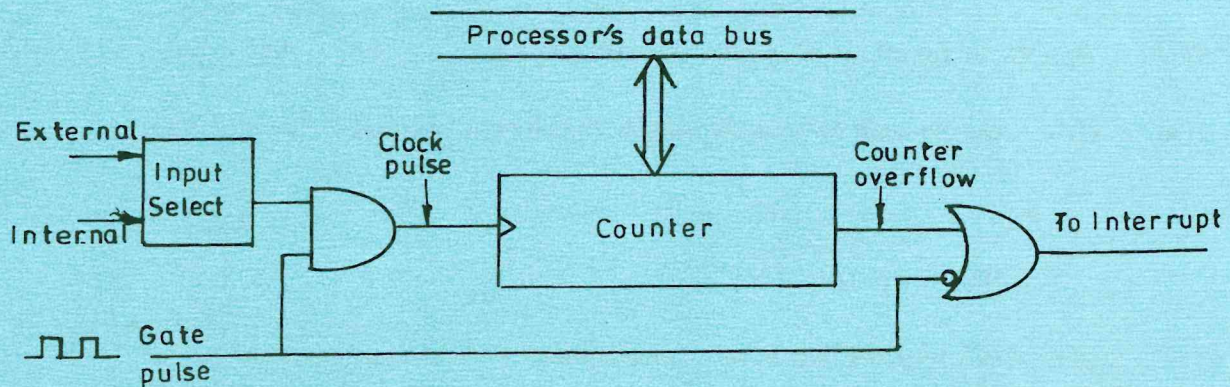 Processor's data bus
External
Input
Select
Internal
Clock
pulse
Counter
Counter
overflow
To Interrupt
Gate
pulse